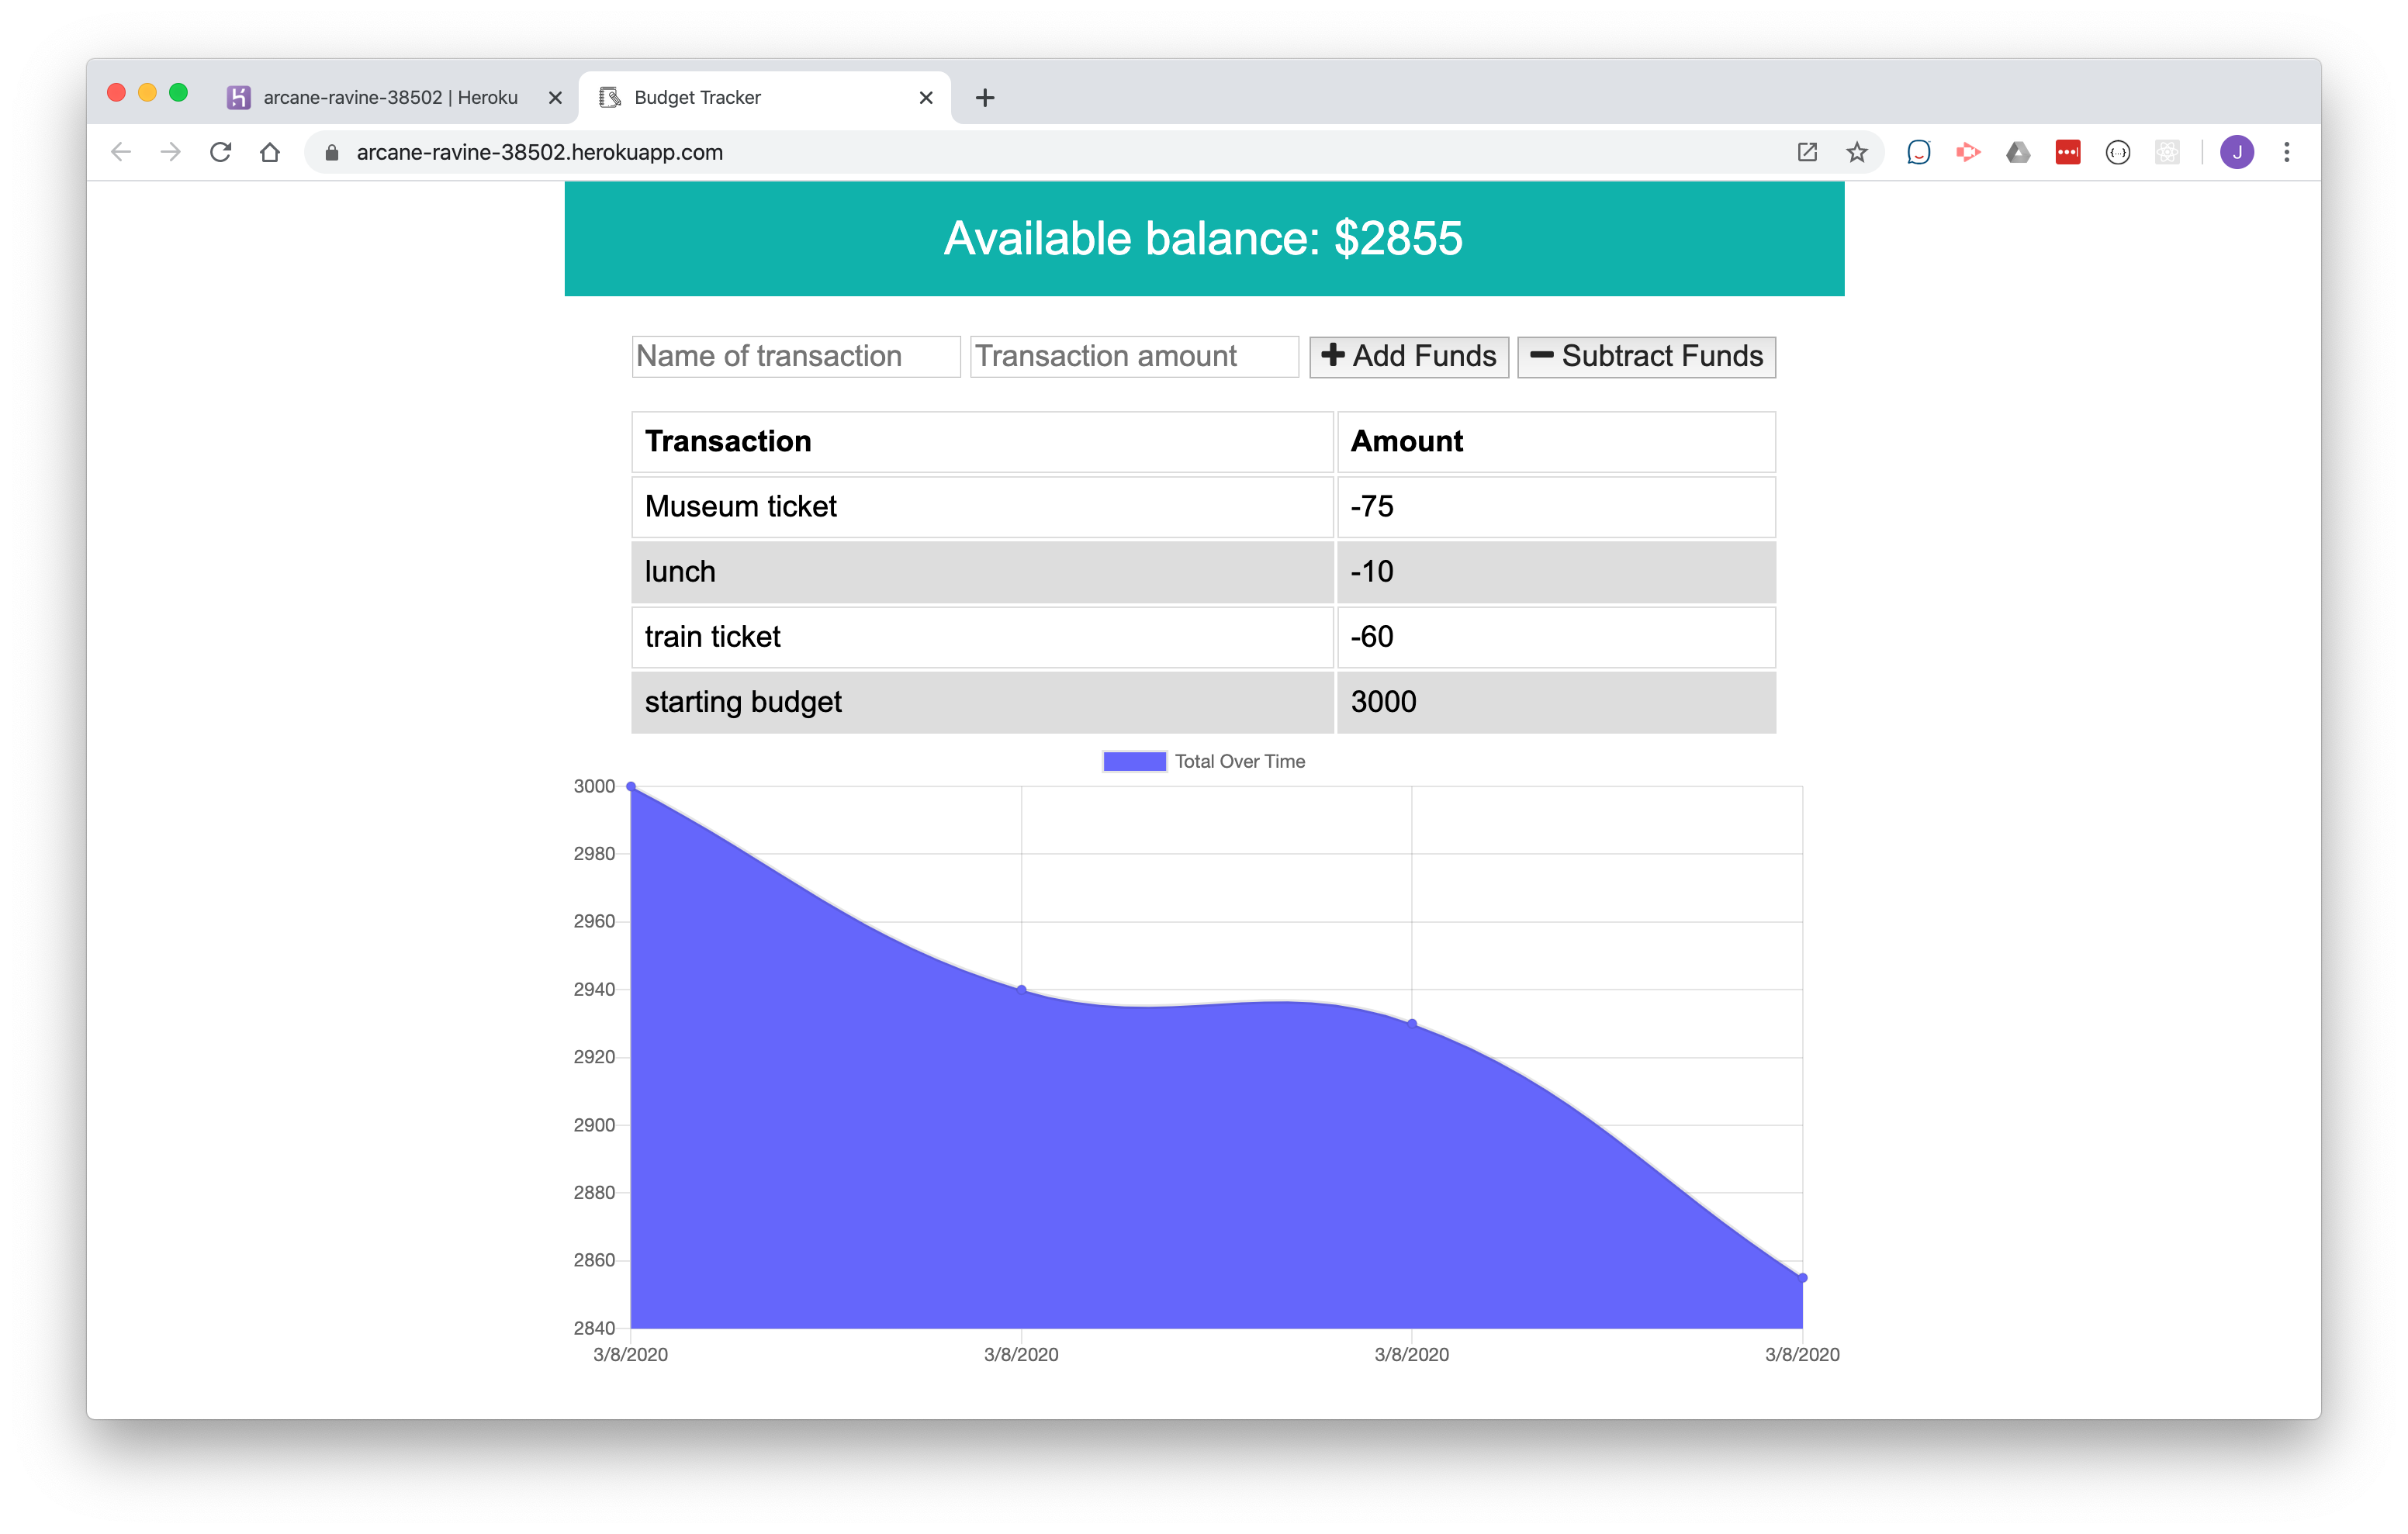 arcane-ravine-38502 | Heroku
Budget Tracker
arcane-ravine-38502.herokuapp.com
J
Available balance: $2855
Name of transaction Transaction amount Add Funds Subtract Funds
Transaction Amount
Museum ticket -75
lunch -10
train ticket -60
starting budget 3000
Total Over Time
3000
2980
2960
2940
2920
2900
2880
2860
2840
3/8/2020 3/8/2020 3/8/2020 3/8/2020